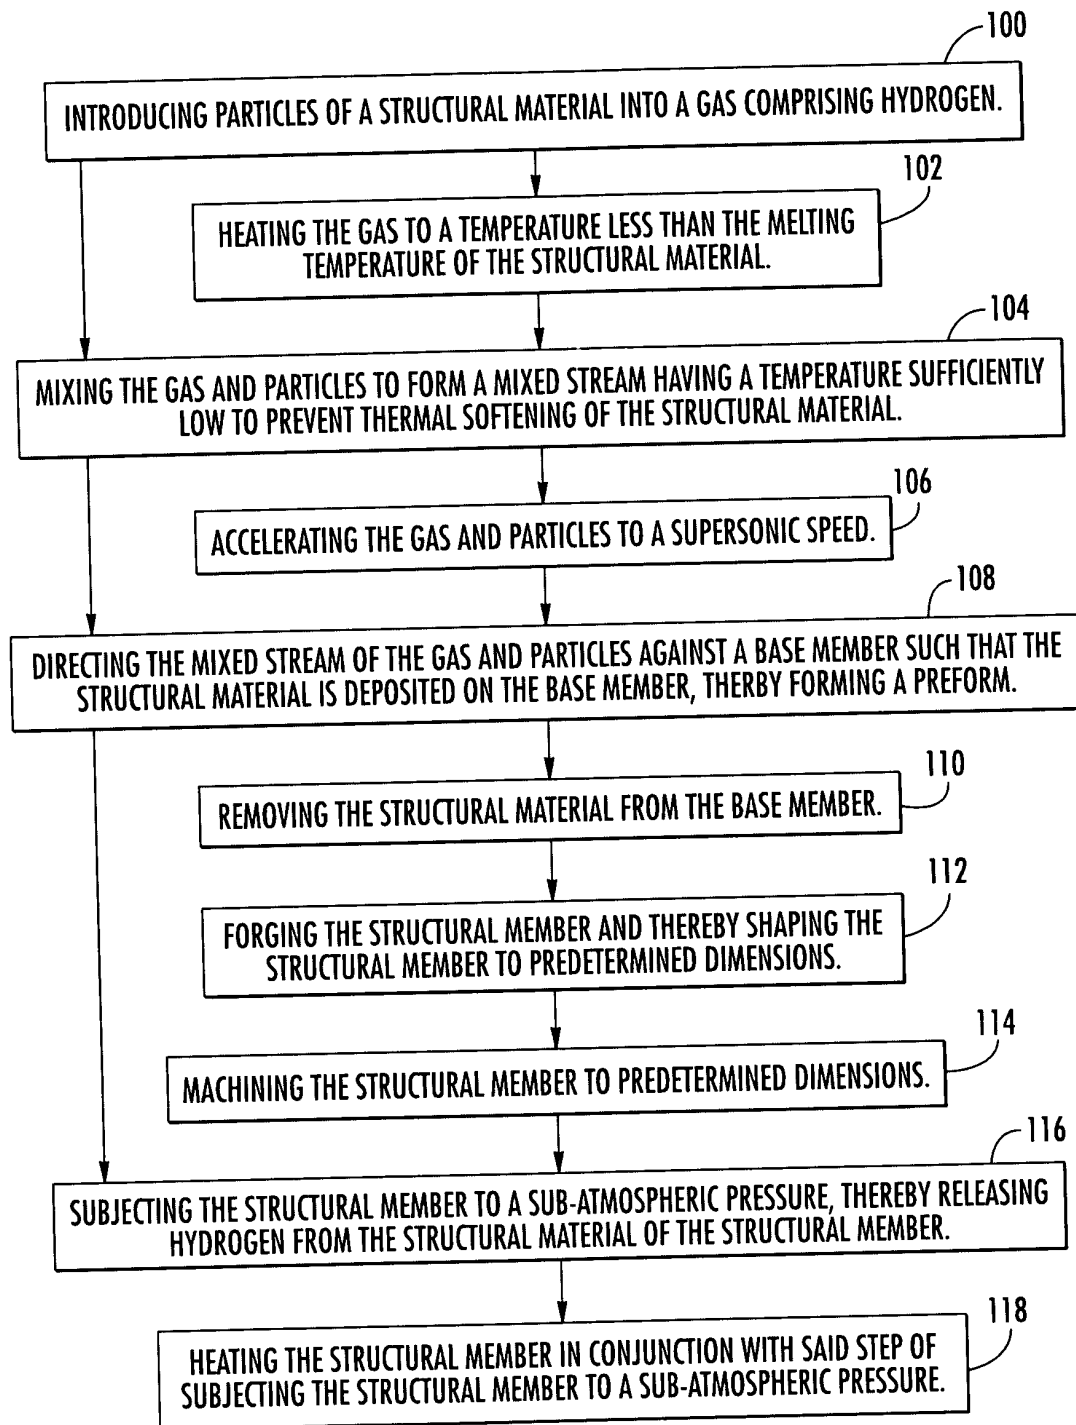 100
INTRODUCING PARTICLES OF A STRUCTURAL MATERIAL INTO A GAS COMPRISING HYDROGEN.
102
HEATING THE GAS TO A TEMPERATURE LESS THAN THE MELTING
TEMPERATURE OF THE STRUCTURAL MATERIAL.
104
MIXING THE GAS AND PARTICLES TO FORM A MIXED STREAM HAVING A TEMPERATURE SUFFICIENTLY
LOW TO PREVENT THERMAL SOFTENING OF THE STRUCTURAL MATERIAL.
106
ACCELERATING THE GAS AND PARTICLES TO A SUPERSONIC SPEED.
108
DIRECTING THE MIXED STREAM OF THE GAS AND PARTICLES AGAINST A BASE MEMBER SUCH THAT THE
STRUCTURAL MATERIAL IS DEPOSITED ON THE BASE MEMBER, THERBY FORMING A PREFORM.
110
REMOVING THE STRUCTURAL MATERIAL FROM THE BASE MEMBER.
112
FORGING THE STRUCTURAL MEMBER AND THEREBY SHAPING THE
STRUCTURAL MEMBER TO PREDETERMINED DIMENSIONS.
114
MACHINING THE STRUCTURAL MEMBER TO PREDETERMINED DIMENSIONS.
116
SUBJECTING THE STRUCTURAL MEMBER TO A SUB-ATMOSPHERIC PRESSURE, THEREBY RELEASING
HYDROGEN FROM THE STRUCTURAL MATERIAL OF THE STRUCTURAL MEMBER.
118
HEATING THE STRUCTURAL MEMBER IN CONJUNCTION WITH SAID STEP OF
SUBJECTING THE STRUCTURAL MEMBER TO A SUB-ATMOSPHERIC PRESSURE.